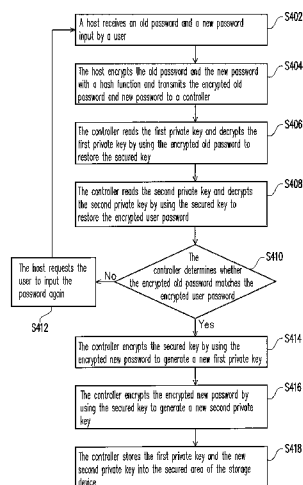 A host receives an old password and a new password
input by a user
S402
The host encrypts the old password and the new password
with a hash function and transmits the encrypted old
password and new password to a controller
S404
The controller reads the first private key and decrypts the
first private key by using the encrypted old password to
restore the secured key
S406
The controller reads the second private key and decrypts
the second private key by using the secured key to
restore the encrypted user password
S408
The
controller determines whether
the encrypted old password matches the
encrypted user password
S410
No
The host requests the
user to input the
password again
S412
Yes
The controller encrypts the secured key by using the
encrypted new password to generate a new first private key
S414
The controller encrypts the encrypted new password by
using the secured key to generate a new second private
key
S416
The controller stores the first private key and the new
second private key into the secured area of the storage
device
S418